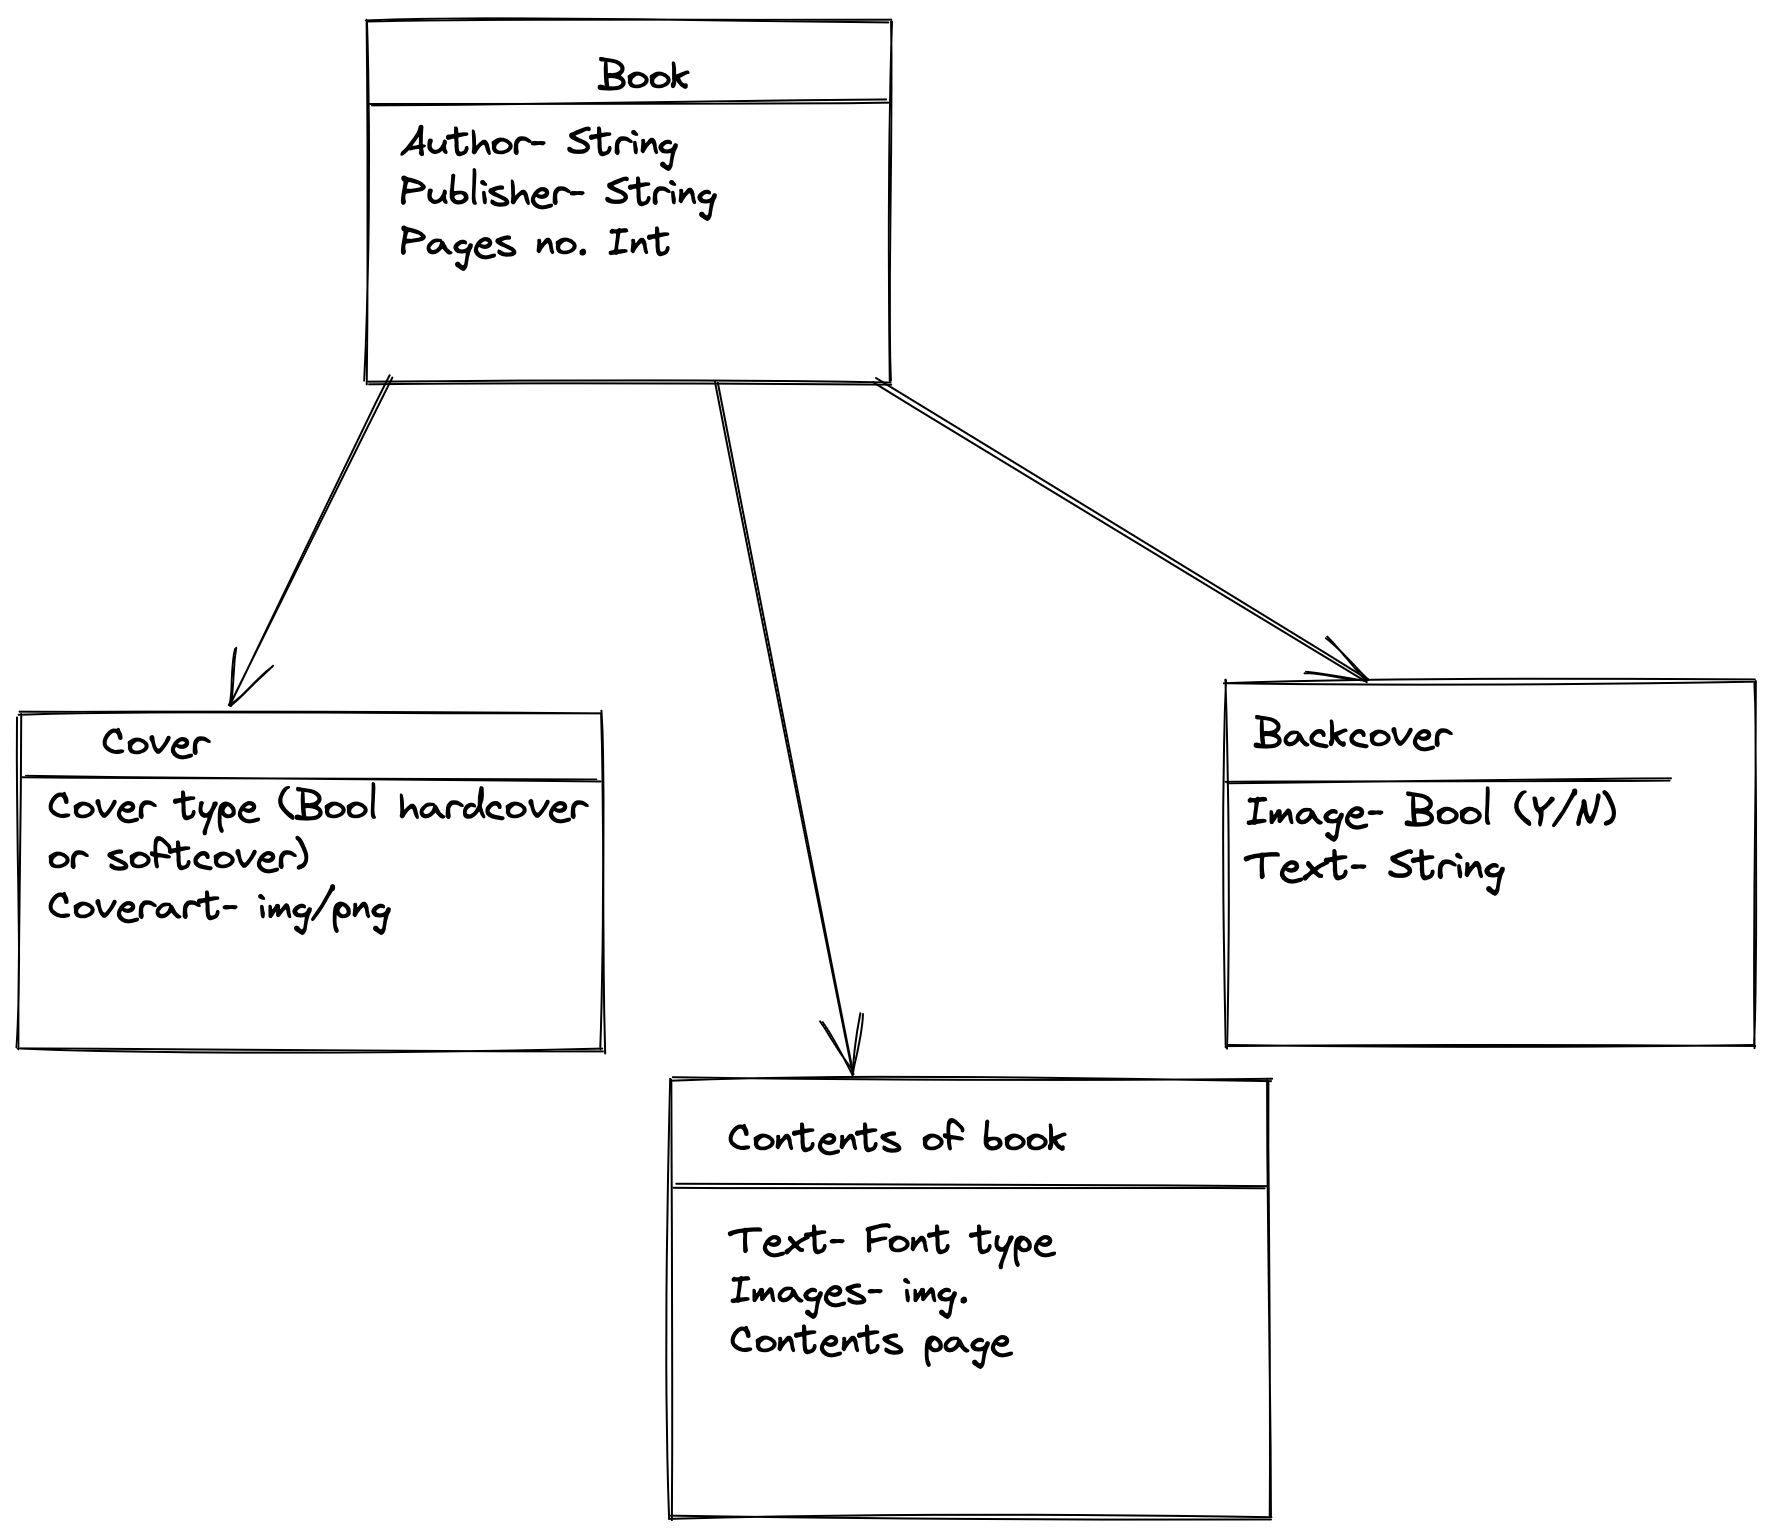 Book
Author- String
Publisher- String
Pages no. Int
Cover
Cover type (Bool hardcover
or softcover)
Coverart- img/png
Backcover
Image- Bool (Y/N)
Text- String
Contents of book
Text- Font type
Images- img.
Contents page